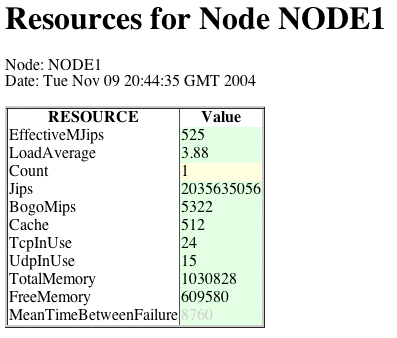 Resources for Node NODE1
Node: NODE1
Date: Tue Nov 09 20:44:35 GMT 2004
RESOURCE Value
EffectiveMJips 525
LoadAverage 3.88
Count 1
Jips 2035635056
BogoMips 5322
Cache 512
TcpInUse 24
UdpInUse 15
TotalMemory 1030828
FreeMemory 609580
MeanTimeBetweenFailure 8760